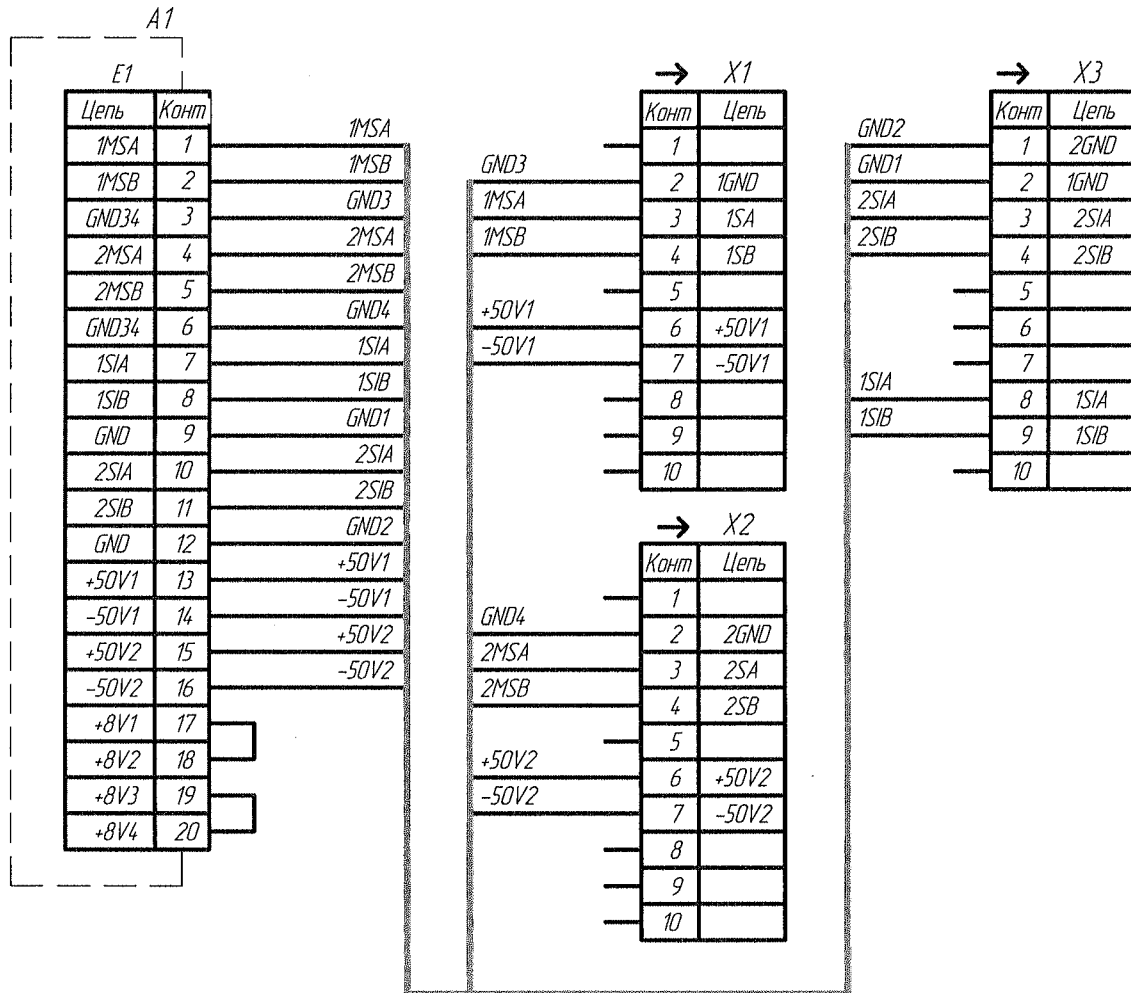 A1
E1
Цепь Конт
1MSA 1 1MSA
1MSB 2 1MSB
GND34 3 GND3
2MSA 4 2MSA
2MSB 5 2MSB
GND34 6 GND4
1SIA 7 1SIA
1SIB 8 1SIB
GND 9 GND1
2SIA 10 2SIA
2SIB 11 2SIB
GND 12 GND2
+50V1 13 +50V1
-50V1 14 -50V1
+50V2 15 +50V2
-50V2 16 -50V2
+8V1 17
+8V2 18
+8V3 19
+8V4 20
→ X1
Конт Цепь
1
GND3 2 1GND
1MSA 3 1SA
1MSB 4 1SB
5
+50V1 6 +50V1
-50V1 7 -50V1
8
9
10
→ X2
Конт Цепь
1
GND4 2 2GND
2MSA 3 2SA
2MSB 4 2SB
5
+50V2 6 +50V2
-50V2 7 -50V2
8
9
10
→ X3
Конт Цепь
GND2 1 2GND
GND1 2 1GND
2SIA 3 2SIA
2SIB 4 2SIB
5
6
7
1SIA 8 1SIA
1SIB 9 1SIB
10